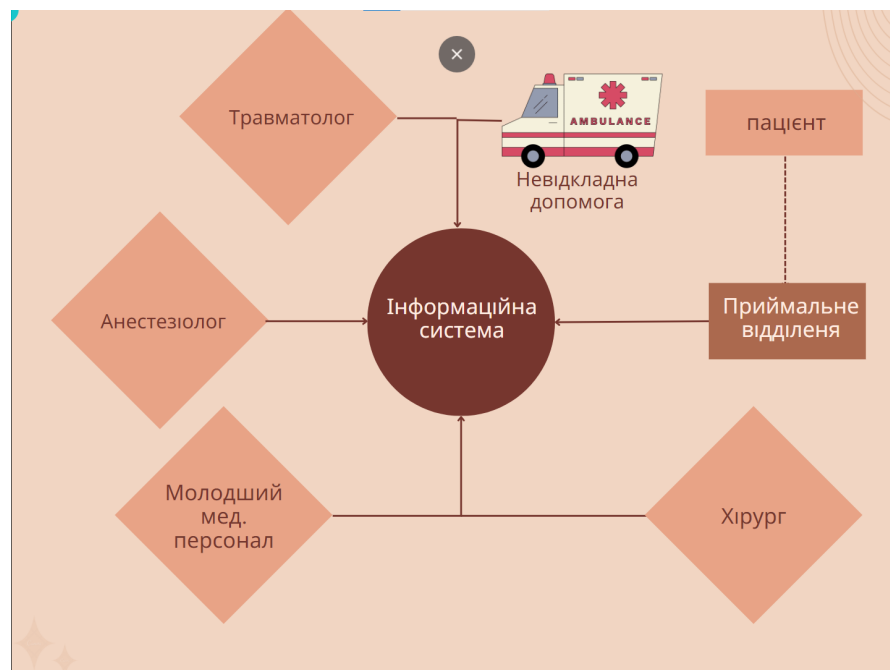 Травматолог
AMBULANCE
Невідкладна
допомога
пацієнт
Анестезіолог
Інформаційна
система
Приймальне
відділеня
Молодший
мед.
персонал
Хірург